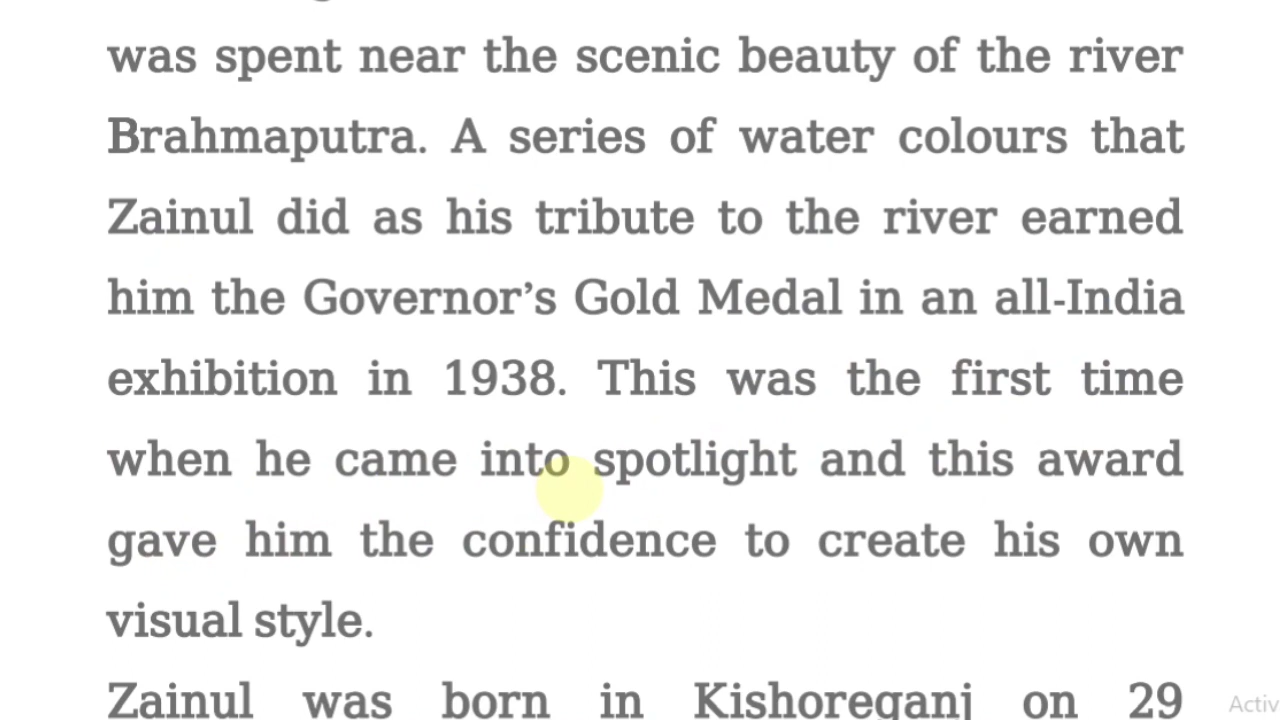 was spent near the scenic beauty of the river
Brahmaputra. A series of water colours that
Zainul did as his tribute to the river earned
him the Governor’s Gold Medal in an all-India
exhibition in 1938. This was the first time
when he came into spotlight and this award
gave him the confidence to create his own
visual style.
Zainul was born in Kishoreganj on 29
Activ